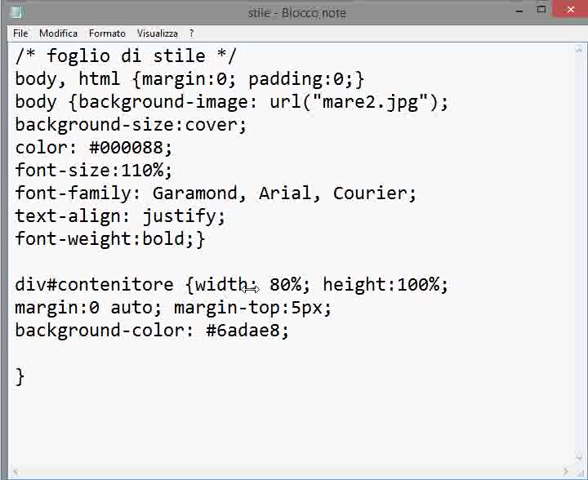 stile - Blocco note
File Modifica Formato Visualizza ?
/* foglio di stile */
body, html {margin:0; padding:0;}
body {background-image: url("mare2.jpg");
background-size:cover;
color: #000088;
font-size:110%;
font-family: Garamond, Arial, Courier;
text-align: justify;
font-weight:bold;}
div#contenitore {width: 80%; height:100%;
margin:0 auto; margin-top:5px;
background-color: #6adae8;
}